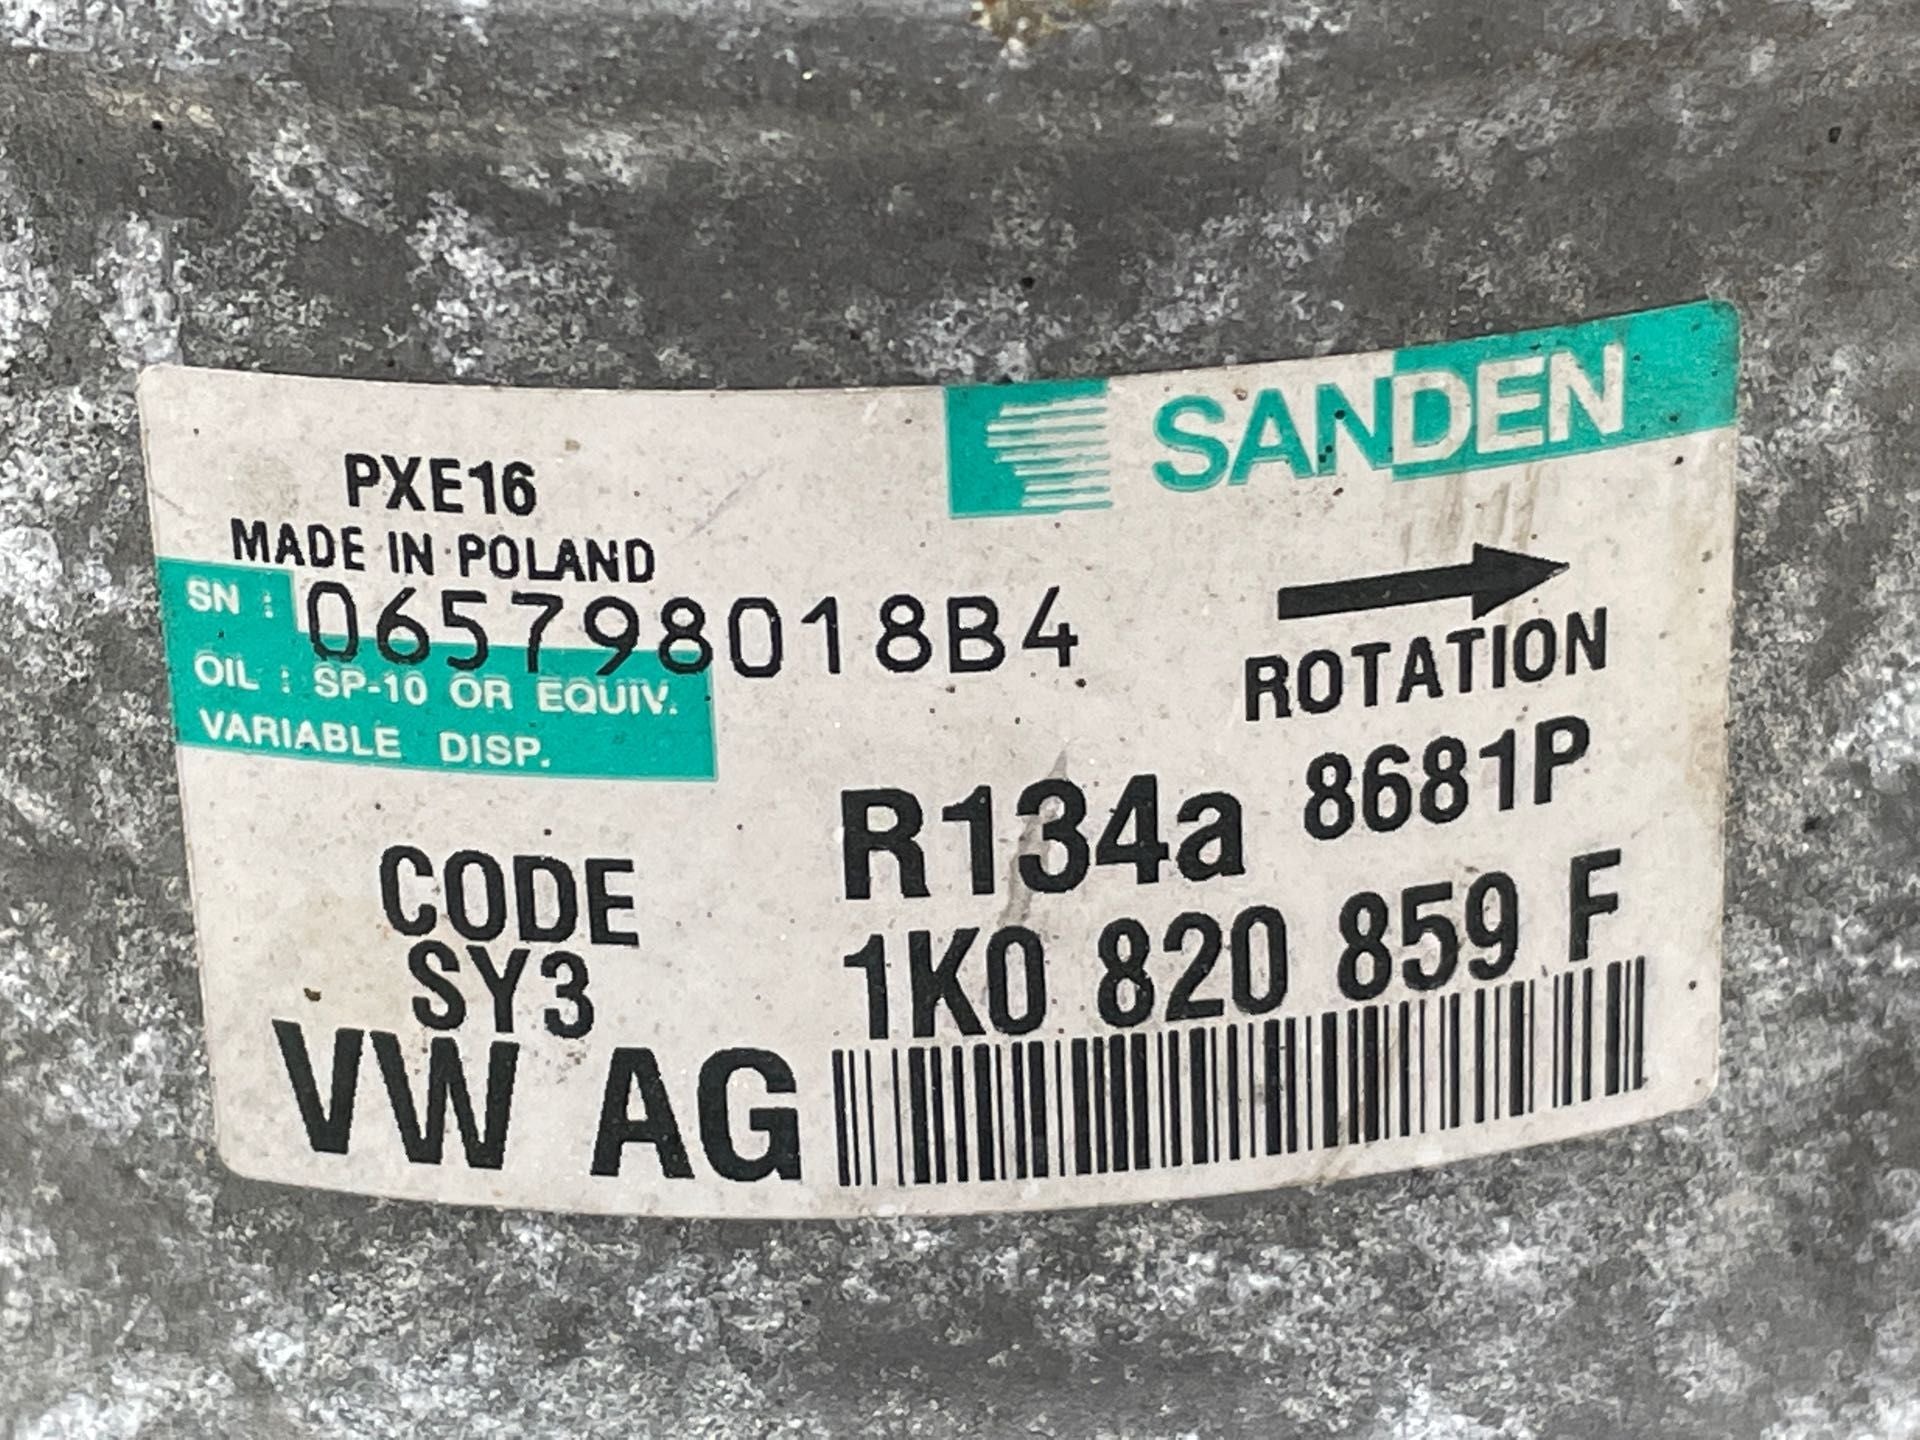 SANDEN
PXE16
MADE IN POLAND
SN : 065798018B4
ROTATION
OIL : SP-10 OR EQUIV.
VARIABLE DISP.
R134a 8681P
CODE
SY3
1K0 820 859 F
VW AG